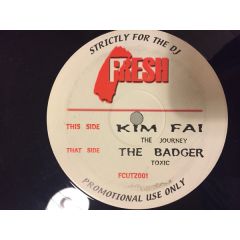 STRICTLY FOR THE DJ
FRESH
THIS SIDE KIM FAI
THE JOURNEY
THAT SIDE THE BADGER
TOXIC
FCUTZ001
PROMOTIONAL USE ONLY